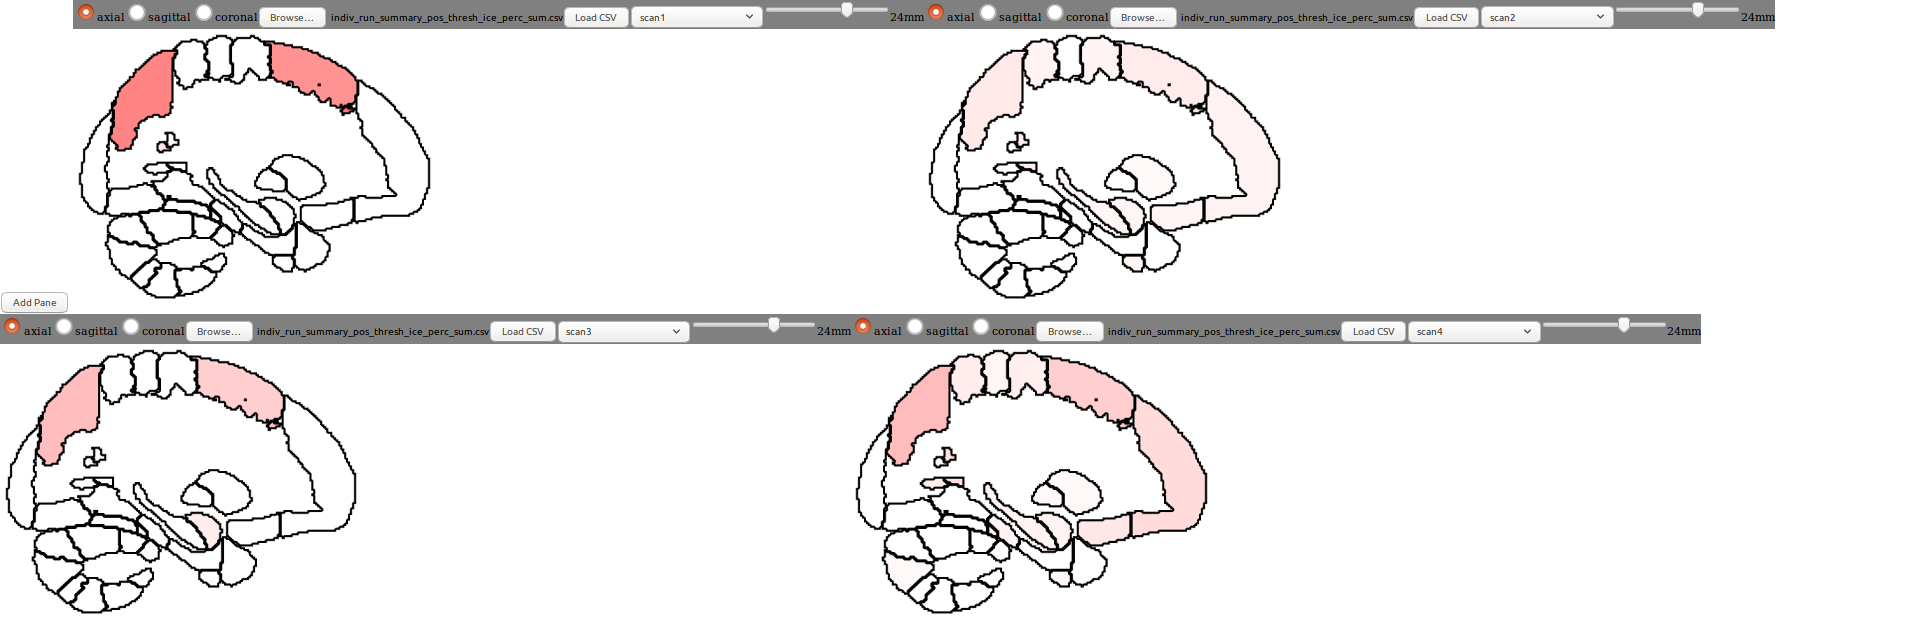 axial sagittal coronal Browse... indiv_run_summary_pos_thresh_ice_perc_sum.csv Load CSV scan1 24mm axial sagittal coronal Browse... indiv_run_summary_pos_thresh_ice_perc_sum.csv Load CSV scan2 24mm
Add Pane
axial sagittal coronal Browse... indiv_run_summary_pos_thresh_ice_perc_sum.csv Load CSV scan3 24mm axial sagittal coronal Browse... indiv_run_summary_pos_thresh_ice_perc_sum.csv Load CSV scan4 24mm